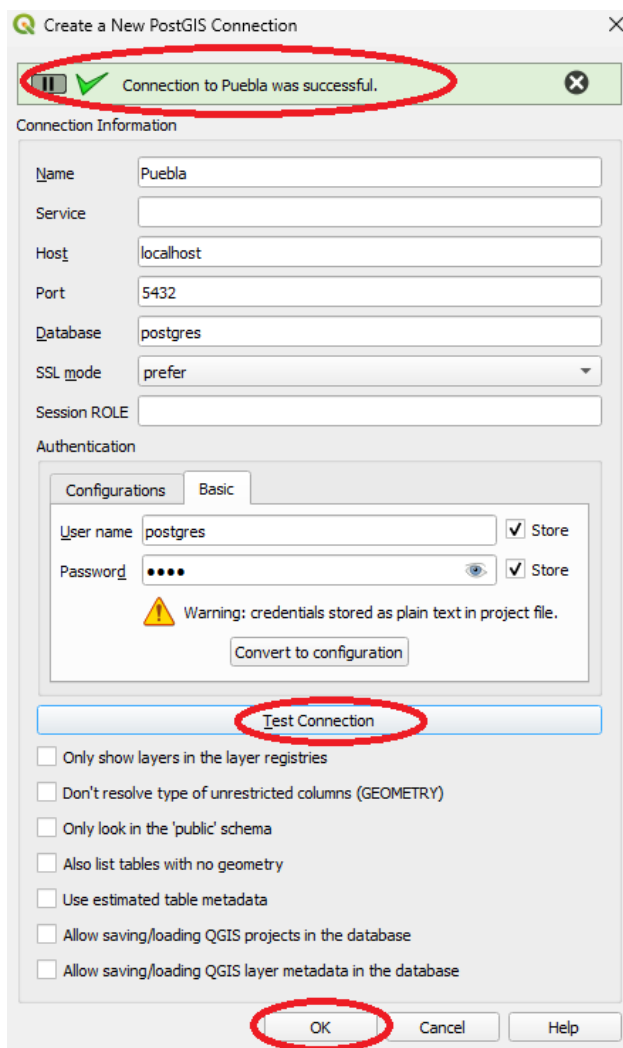 Create a New PostGIS Connection
Connection to Puebla was successful.
Connection Information
Name Puebla
Service
Host localhost
Port 5432
Database postgres
SSL mode prefer
Session ROLE
Authentication
Configurations Basic
User name postgres Store
Password •••• Store
Warning: credentials stored as plain text in project file.
Convert to configuration
Test Connection
Only show layers in the layer registries
Don't resolve type of unrestricted columns (GEOMETRY)
Only look in the 'public' schema
Also list tables with no geometry
Use estimated table metadata
Allow saving/loading QGIS projects in the database
Allow saving/loading QGIS layer metadata in the database
OK Cancel Help